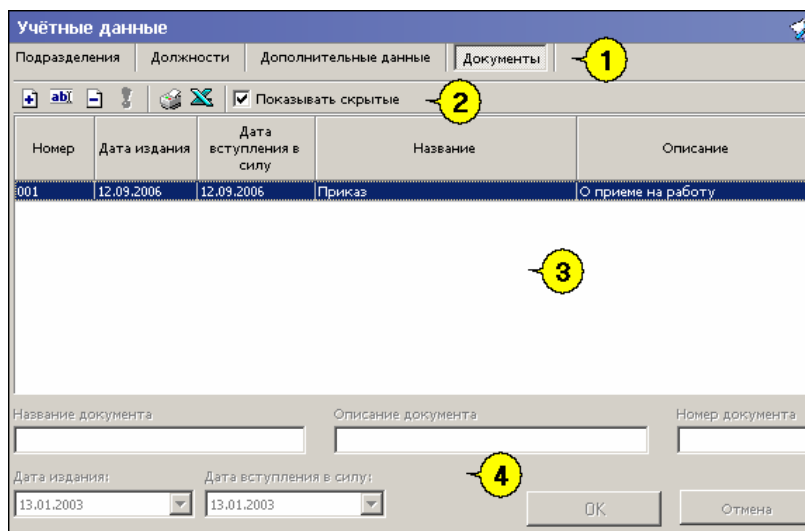 Учётные данные
Подразделения Должности Дополнительные данные Документы 1
abI Показывать скрытые 2
Номер Дата издания Дата вступления в силу Название Описание
001 12.09.2006 12.09.2006 Приказ О приеме на работу
3
Название документа Описание документа Номер документа
Дата издания: Дата вступления в силу: 4
13.01.2003 13.01.2003 OK Отмена